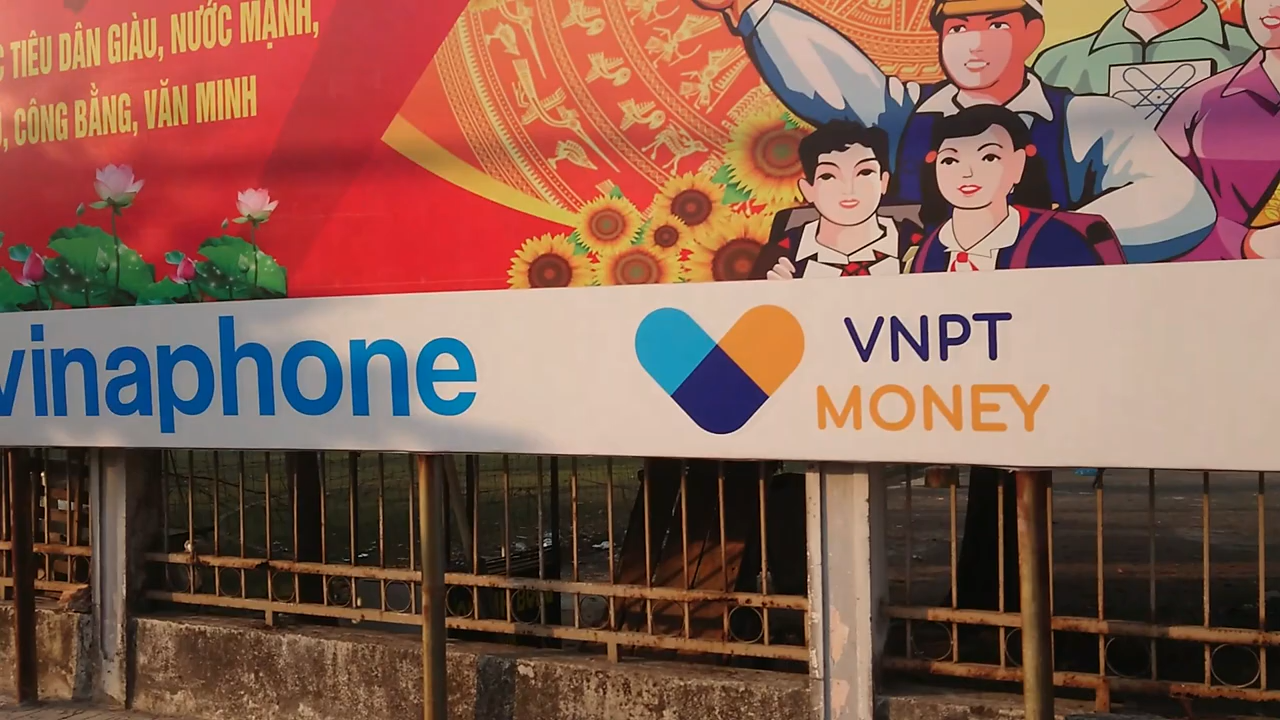 TIÊU DÂN GIÀU, NƯỚC MẠNH,
CÔNG BẰNG, VĂN MINH
vinaphone
VNPT
MONEY